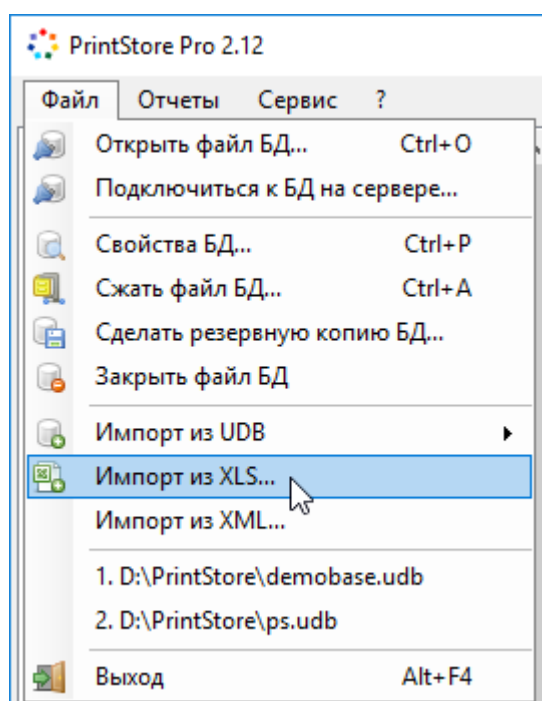 PrintStore Pro 2.12
Файл Отчеты Сервис ?
Открыть файл БД... Ctrl+O
Подключиться к БД на сервере...
Свойства БД... Ctrl+P
Сжать файл БД... Ctrl+A
Сделать резервную копию БД...
Закрыть файл БД
Импорт из UDB
Импорт из XLS...
Импорт из XML...
1. D:\PrintStore\demobase.udb
2. D:\PrintStore\ps.udb
Выход Alt+F4